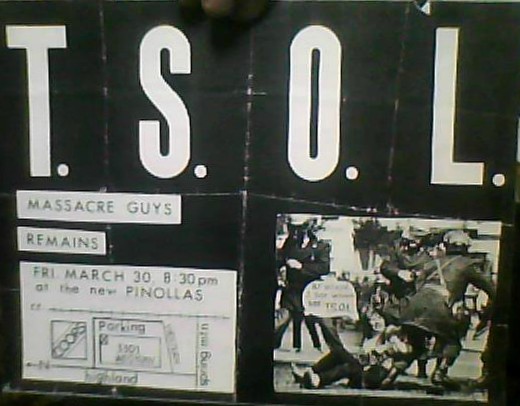 T. S. O. L.
MASSACRE GUYS
REMAINS
FRI. MARCH 30, 8:30pm
at the new PINOLLAS
Parking
highland
T.S.O.L.